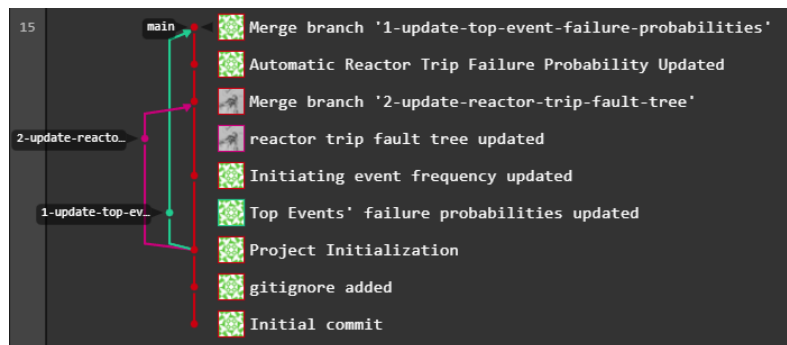 15 main Merge branch '1-update-top-event-failure-probabilities'
Automatic Reactor Trip Failure Probability Updated
Merge branch '2-update-reactor-trip-fault-tree'
2-update-reacto… reactor trip fault tree updated
Initiating event frequency updated
1-update-top-ev… Top Events' failure probabilities updated
Project Initialization
gitignore added
Initial commit